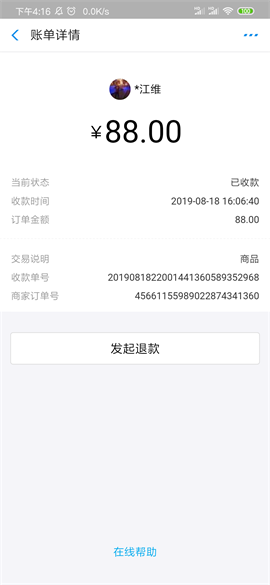 下午4:16 0.0K/s 100
账单详情
*江维
¥88.00
当前状态 已收款
收款时间 2019-08-18 16:06:40
订单金额 88.00
交易说明 商品
收款单号 2019081822001441360589352968
商家订单号 45661155989022874341360
发起退款
在线帮助